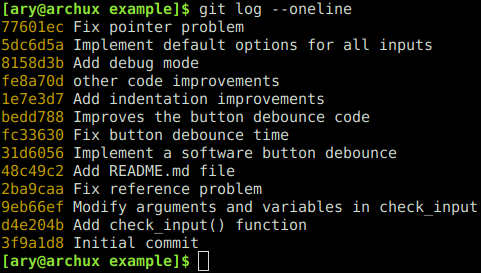 [ary@archux example]$ git log --oneline
77601ec Fix pointer problem
5dc6d5a Implement default options for all inputs
8158d3b Add debug mode
fe8a70d other code improvements
1e7e3d7 Add indentation improvements
bedd788 Improves the button debounce code
fc33630 Fix button debounce time
31d6056 Implement a software button debounce
48c49c2 Add README.md file
2ba9caa Fix reference problem
9eb66ef Modify arguments and variables in check_input
d4e204b Add check_input() function
3f9a1d8 Initial commit
[ary@archux example]$